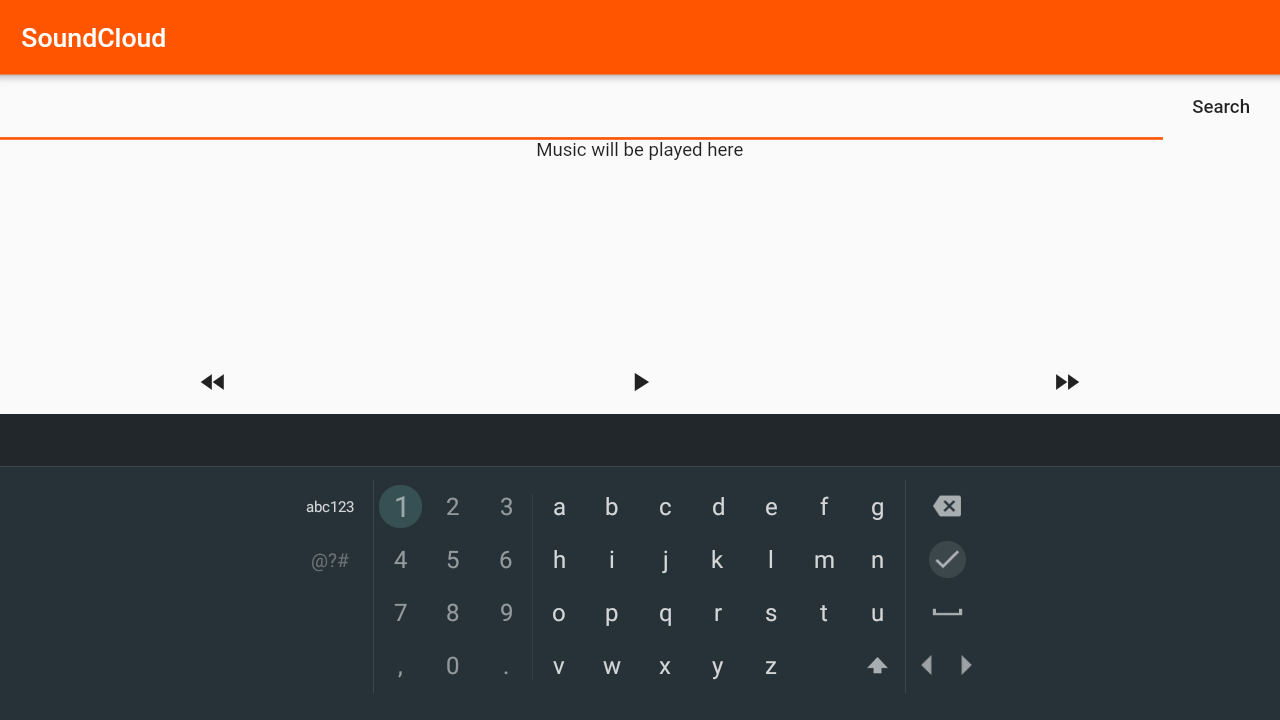 SoundCloud
Search
Music will be played here
abc123 1 2 3 a b c d e f g
@?# 4 5 6 h i j k l m n
7 8 9 o p q r s t u
, 0 . v w x y z